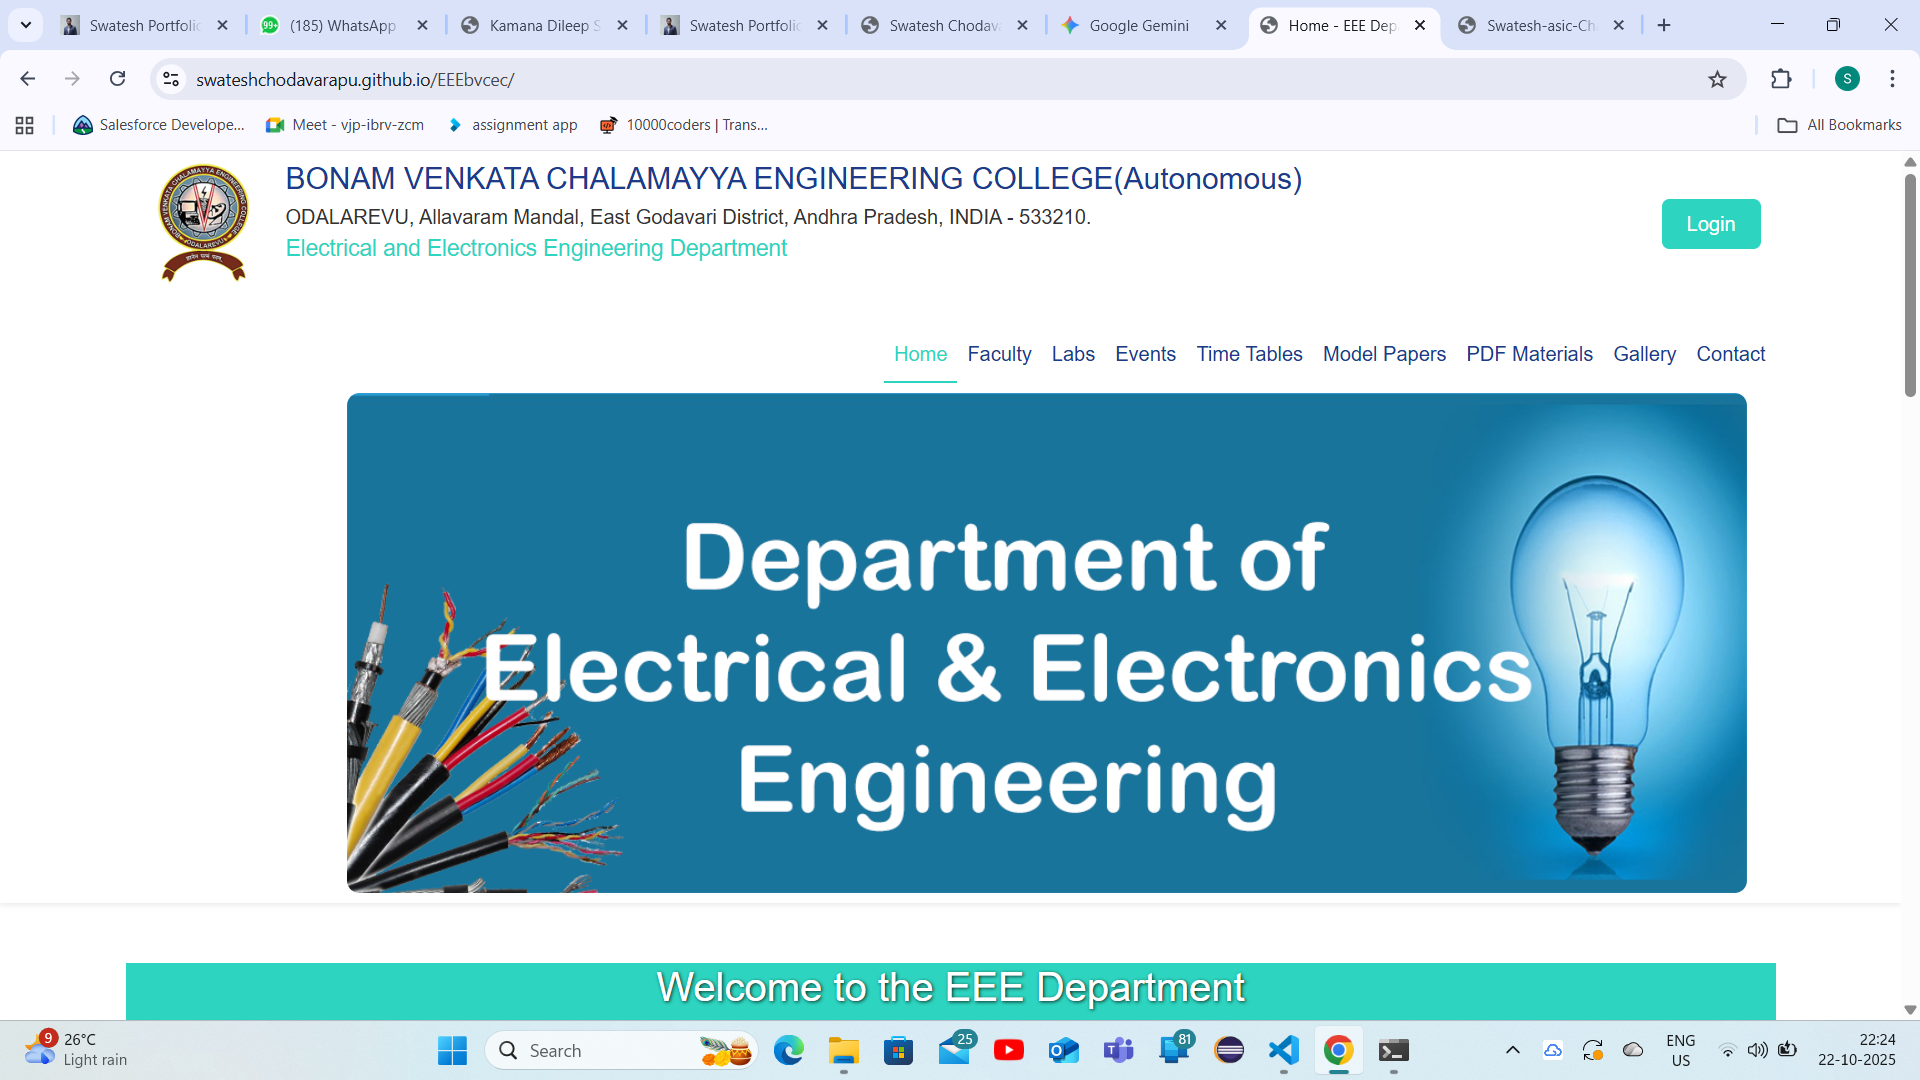 Swatesh Portfolio
(185) WhatsApp
Kamana Dileep S
Swatesh Portfolio
Swatesh Chodava
Google Gemini
Home - EEE Dep
Swatesh-asic-Ch
swateshchodavarapu.github.io/EEEbvcec/
S
Salesforce Develope...
Meet - vjp-ibrv-zcm
assignment app
10000coders | Trans...
All Bookmarks
BONAM VENKATA CHALAMAYYA ENGINEERING COLLEGE(Autonomous)
ODALAREVU, Allavaram Mandal, East Godavari District, Andhra Pradesh, INDIA - 533210.
Electrical and Electronics Engineering Department
Login
Home Faculty Labs Events Time Tables Model Papers PDF Materials Gallery Contact
Department of
Electrical & Electronics
Engineering
Welcome to the EEE Department
9
26°C
Light rain
Search
25
81
ENG
US
22:24
22-10-2025